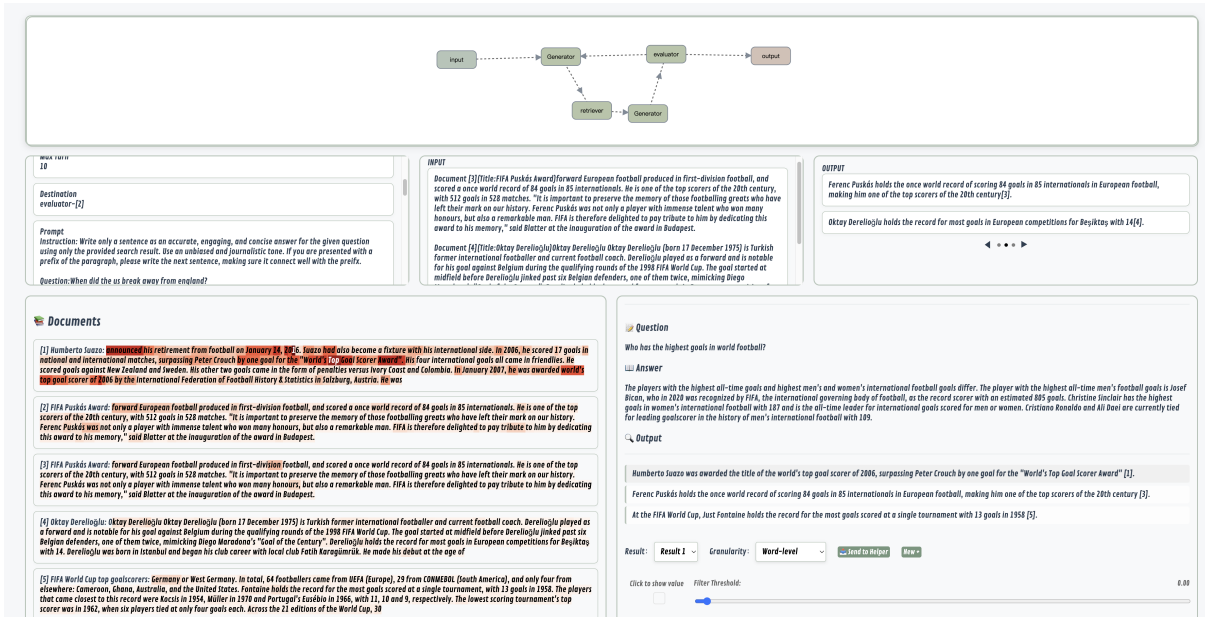 input
Generator
evaluator
output
retriever
Generator
Max Turn
10
Destination
evaluator-[2]
Prompt
Instruction: Write only a sentence as an accurate, engaging, and concise answer for the given question
using only the provided search result. Use an unbiased and journalistic tone. If you are presented with a
prefix of the paragraph, please write the next sentence, making sure it connect well with the preifx.
Question:When did the us break away from england?
INPUT
Document [3][Title:FIFA Puskás Award]forward European football produced in first-division football, and
scored a once world record of 84 goals in 85 internationals. He is one of the top scorers of the 20th century,
with 512 goals in 528 matches. "It is important to preserve the memory of those footballing greats who have
left their mark on our history. Ferenc Puskás was not only a player with immense talent who won many
honours, but also a remarkable man. FIFA is therefore delighted to pay tribute to him by dedicating this
award to his memory," said Blatter at the inauguration of the award in Budapest.
Document [4][Title:Oktay Derelioğlu]Oktay Derelioğlu Oktay Derelioğlu (born 17 December 1975) is Turkish
former international footballer and current football coach. Derelioğlu played as a forward and is notable
for his goal against Belgium during the qualifying rounds of the 1998 FIFA World Cup. The goal started at
midfield before Derelioğlu jinked past six Belgian defenders, one of them twice, mimicking Diego
OUTPUT
Ferenc Puskás holds the once world record of scoring 84 goals in 85 internationals in European football,
making him one of the top scorers of the 20th century[3].
Oktay Derelioğlu holds the record for most goals in European competitions for Beşiktaş with 14[4].
Documents
[1] Humberto Suazo: announced his retirement from football on January 14, 2016. Suazo had also become a fixture with his international side. In 2006, he scored 17 goals in
national and international matches, surpassing Peter Crouch by one goal for the "World's Top Goal Scorer Award". His four international goals all came in friendlies. He
scored goals against New Zealand and Sweden. His other two goals came in the form of penalties versus Ivory Coast and Colombia. In January 2007, he was awarded world's
top goal scorer of 2006 by the International Federation of Football History & Statistics in Salzburg, Austria. He was
[2] FIFA Puskás Award: forward European football produced in first-division football, and scored a once world record of 84 goals in 85 internationals. He is one of the top
scorers of the 20th century, with 512 goals in 528 matches. "It is important to preserve the memory of those footballing greats who have left their mark on our history.
Ferenc Puskás was not only a player with immense talent who won many honours, but also a remarkable man. FIFA is therefore delighted to pay tribute to him by dedicating
this award to his memory," said Blatter at the inauguration of the award in Budapest.
[3] FIFA Puskás Award: forward European football produced in first-division football, and scored a once world record of 84 goals in 85 internationals. He is one of the top
scorers of the 20th century, with 512 goals in 528 matches. "It is important to preserve the memory of those footballing greats who have left their mark on our history.
Ferenc Puskás was not only a player with immense talent who won many honours, but also a remarkable man. FIFA is therefore delighted to pay tribute to him by dedicating
this award to his memory," said Blatter at the inauguration of the award in Budapest.
[4] Oktay Derelioğlu: Oktay Derelioğlu Oktay Derelioğlu (born 17 December 1975) is Turkish former international footballer and current football coach. Derelioğlu played as
a forward and is notable for his goal against Belgium during the qualifying rounds of the 1998 FIFA World Cup. The goal started at midfield before Derelioğlu jinked past six
Belgian defenders, one of them twice, mimicking Diego Maradona's "Goal of the Century". Derelioğlu holds the record for most goals in European competitions for Beşiktaş
with 14. Derelioğlu was born in Istanbul and began his club career with local club Fatih Karagümrük. He made his debut at the age of
[5] FIFA World Cup top goalscorers: Germany or West Germany. In total, 64 footballers came from UEFA (Europe), 29 from CONMEBOL (South America), and only four from
elsewhere: Cameroon, Ghana, Australia, and the United States. Fontaine holds the record for the most goals scored at a single tournament, with 13 goals in 1958. The players
that came closest to this record were Kocsis in 1954, Müller in 1970 and Portugal's Eusébio in 1966, with 11, 10 and 9, respectively. The lowest scoring tournament's top
scorer was in 1962, when six players tied at only four goals each. Across the 21 editions of the World Cup, 30
Question
Who has the highest goals in world football?
Answer
The players with the highest all-time goals and highest men's and women's international football goals differ. The player with the highest all-time men's football goals is Josef
Bican, who in 2020 was recognized by FIFA, the international governing body of football, as the record scorer with an estimated 805 goals. Christine Sinclair has the highest
goals in women's international football with 187 and is the all-time leader for international goals scored for men or women. Cristiano Ronaldo and Ali Daei are currently tied
for leading goalscorer in the history of men's international football with 109.
Output
Humberto Suazo was awarded the title of the world's top goal scorer of 2006, surpassing Peter Crouch by one goal for the "World's Top Goal Scorer Award" [1].
Ferenc Puskás holds the once world record of scoring 84 goals in 85 internationals in European football, making him one of the top scorers of the 20th century [3].
At the FIFA World Cup, Just Fontaine holds the record for the most goals scored at a single tournament with 13 goals in 1958 [5].
Result: Result 1 Granularity: Word-level Send to Helper New +
Click to show value Filter Threshold: 0.00